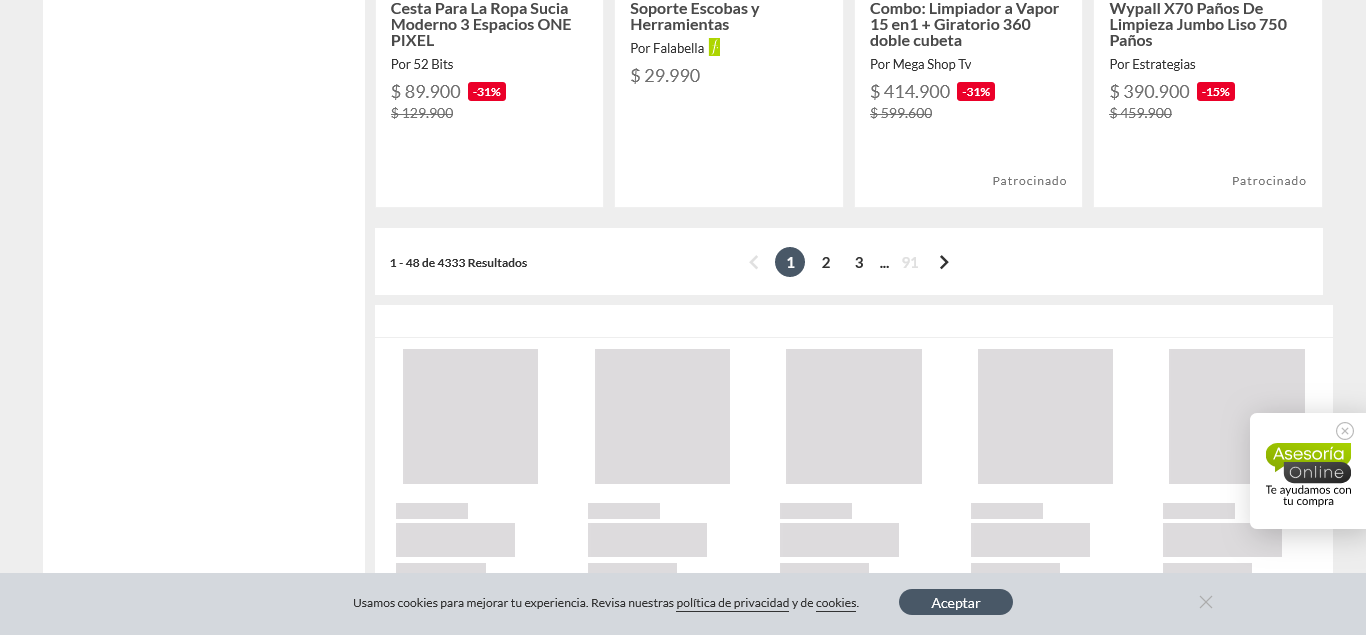 Cesta Para La Ropa Sucia
Moderno 3 Espacios ONE
PIXEL
Por 52 Bits
$ 89.900 -31%
$ 129.900
Soporte Escobas y
Herramientas
Por Falabella
$ 29.990
Combo: Limpiador a Vapor
15 en1 + Giratorio 360
doble cubeta
Por Mega Shop Tv
$ 414.900 -31%
$ 599.600
Patrocinado
Wypall X70 Paños De
Limpieza Jumbo Liso 750
Paños
Por Estrategias
$ 390.900 -15%
$ 459.900
Patrocinado
1 - 48 de 4333 Resultados
1 2 3 ... 91
Asesoría
Online
Te ayudamos con
tu compra
Usamos cookies para mejorar tu experiencia. Revisa nuestras política de privacidad y de cookies.
Aceptar